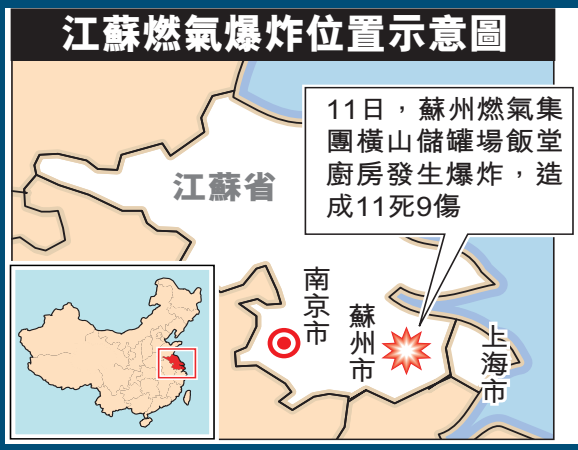 江蘇燃氣爆炸位置示意圖
11日，蘇州燃氣集
團橫山儲罐場飯堂
廚房發生爆炸，造
成11死9傷
江蘇省
南京市
蘇州市
上海市